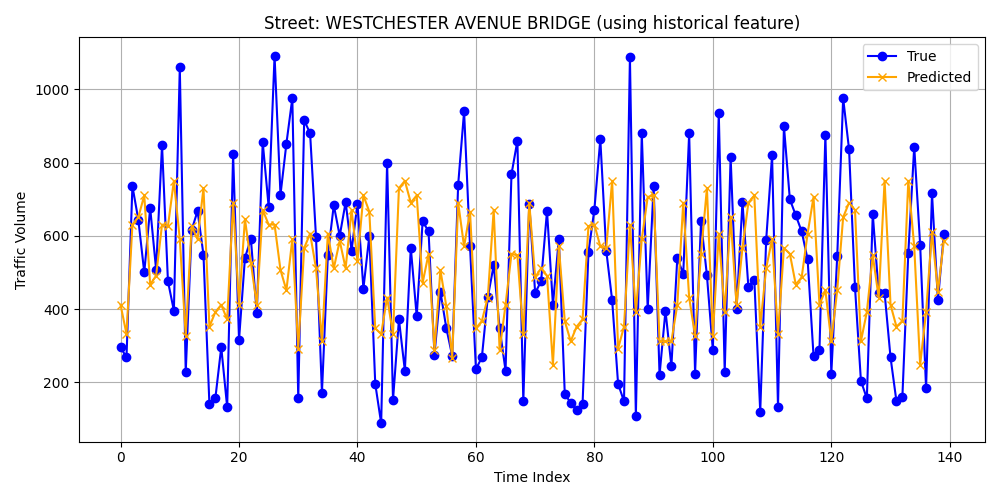 Street: WESTCHESTER AVENUE BRIDGE (using historical feature)
True
Predicted
Traffic Volume
1000
800
600
400
200
0 20 40 60 80 100 120 140
Time Index